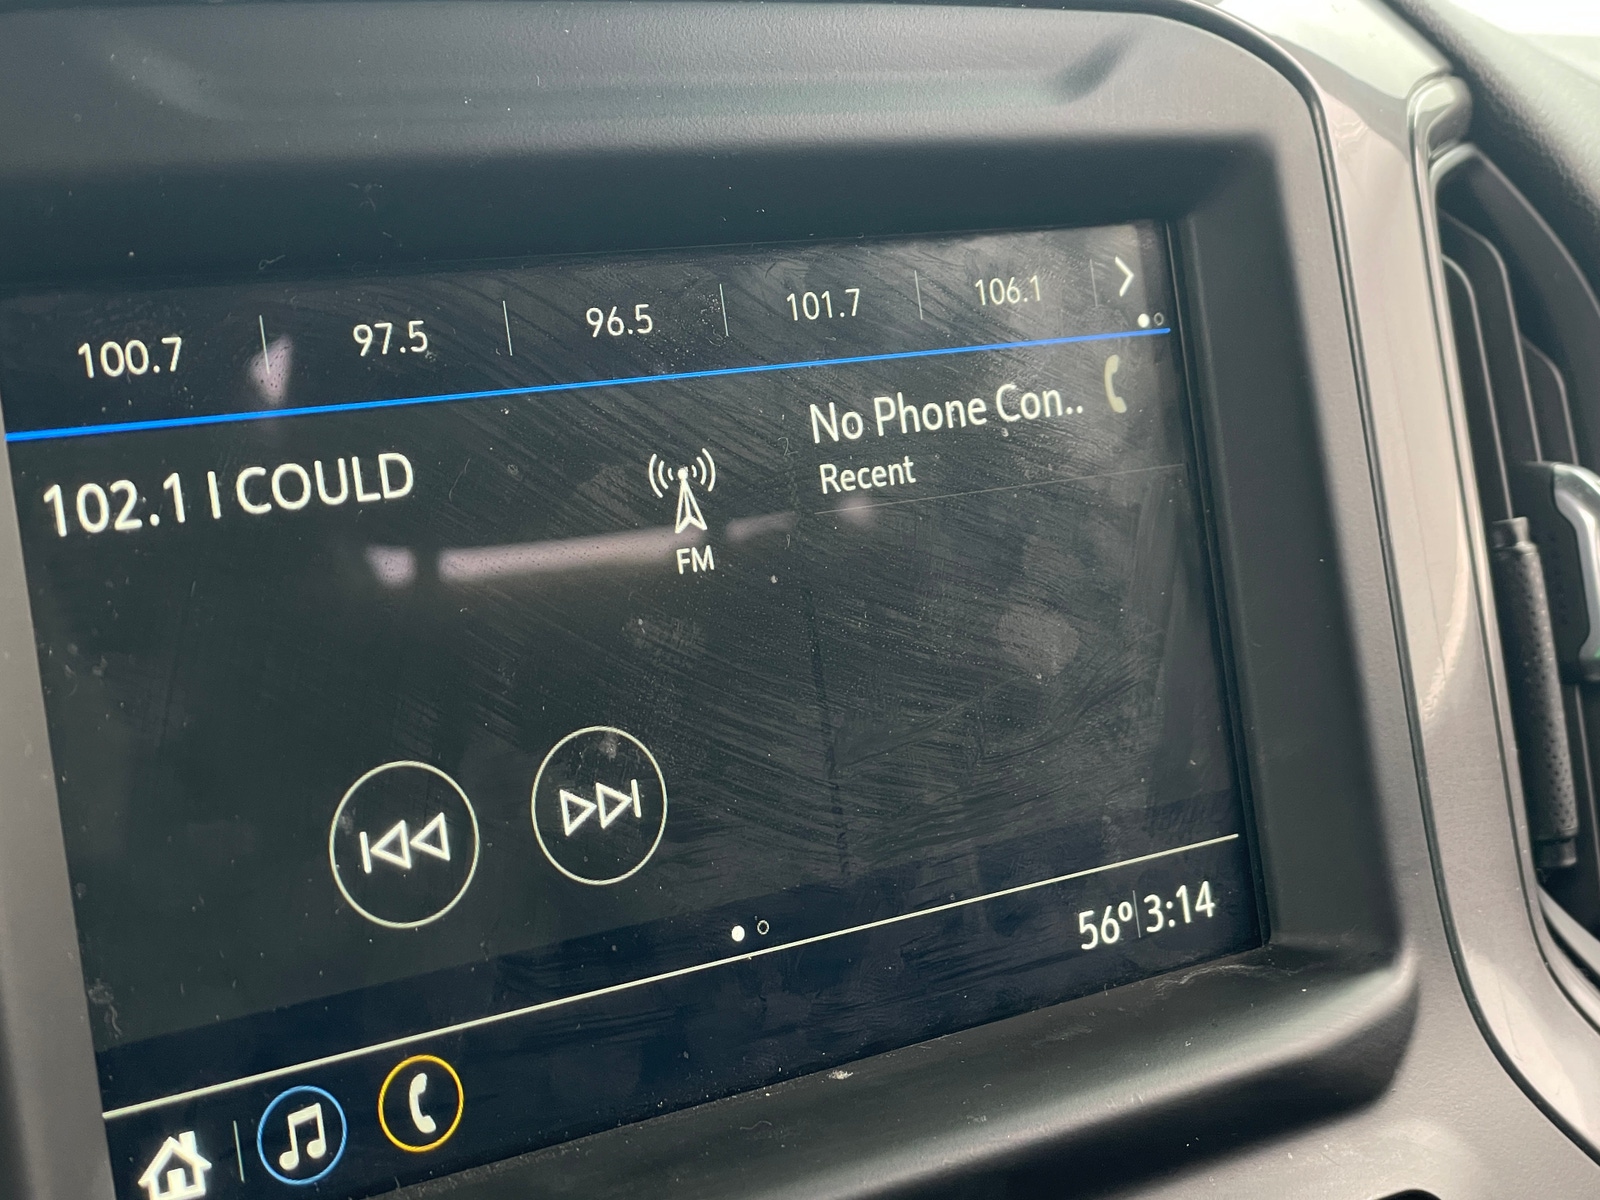 100.7 97.5 96.5 101.7 106.1
102.1 I COULD
FM
No Phone Con..
Recent
56° 3:14